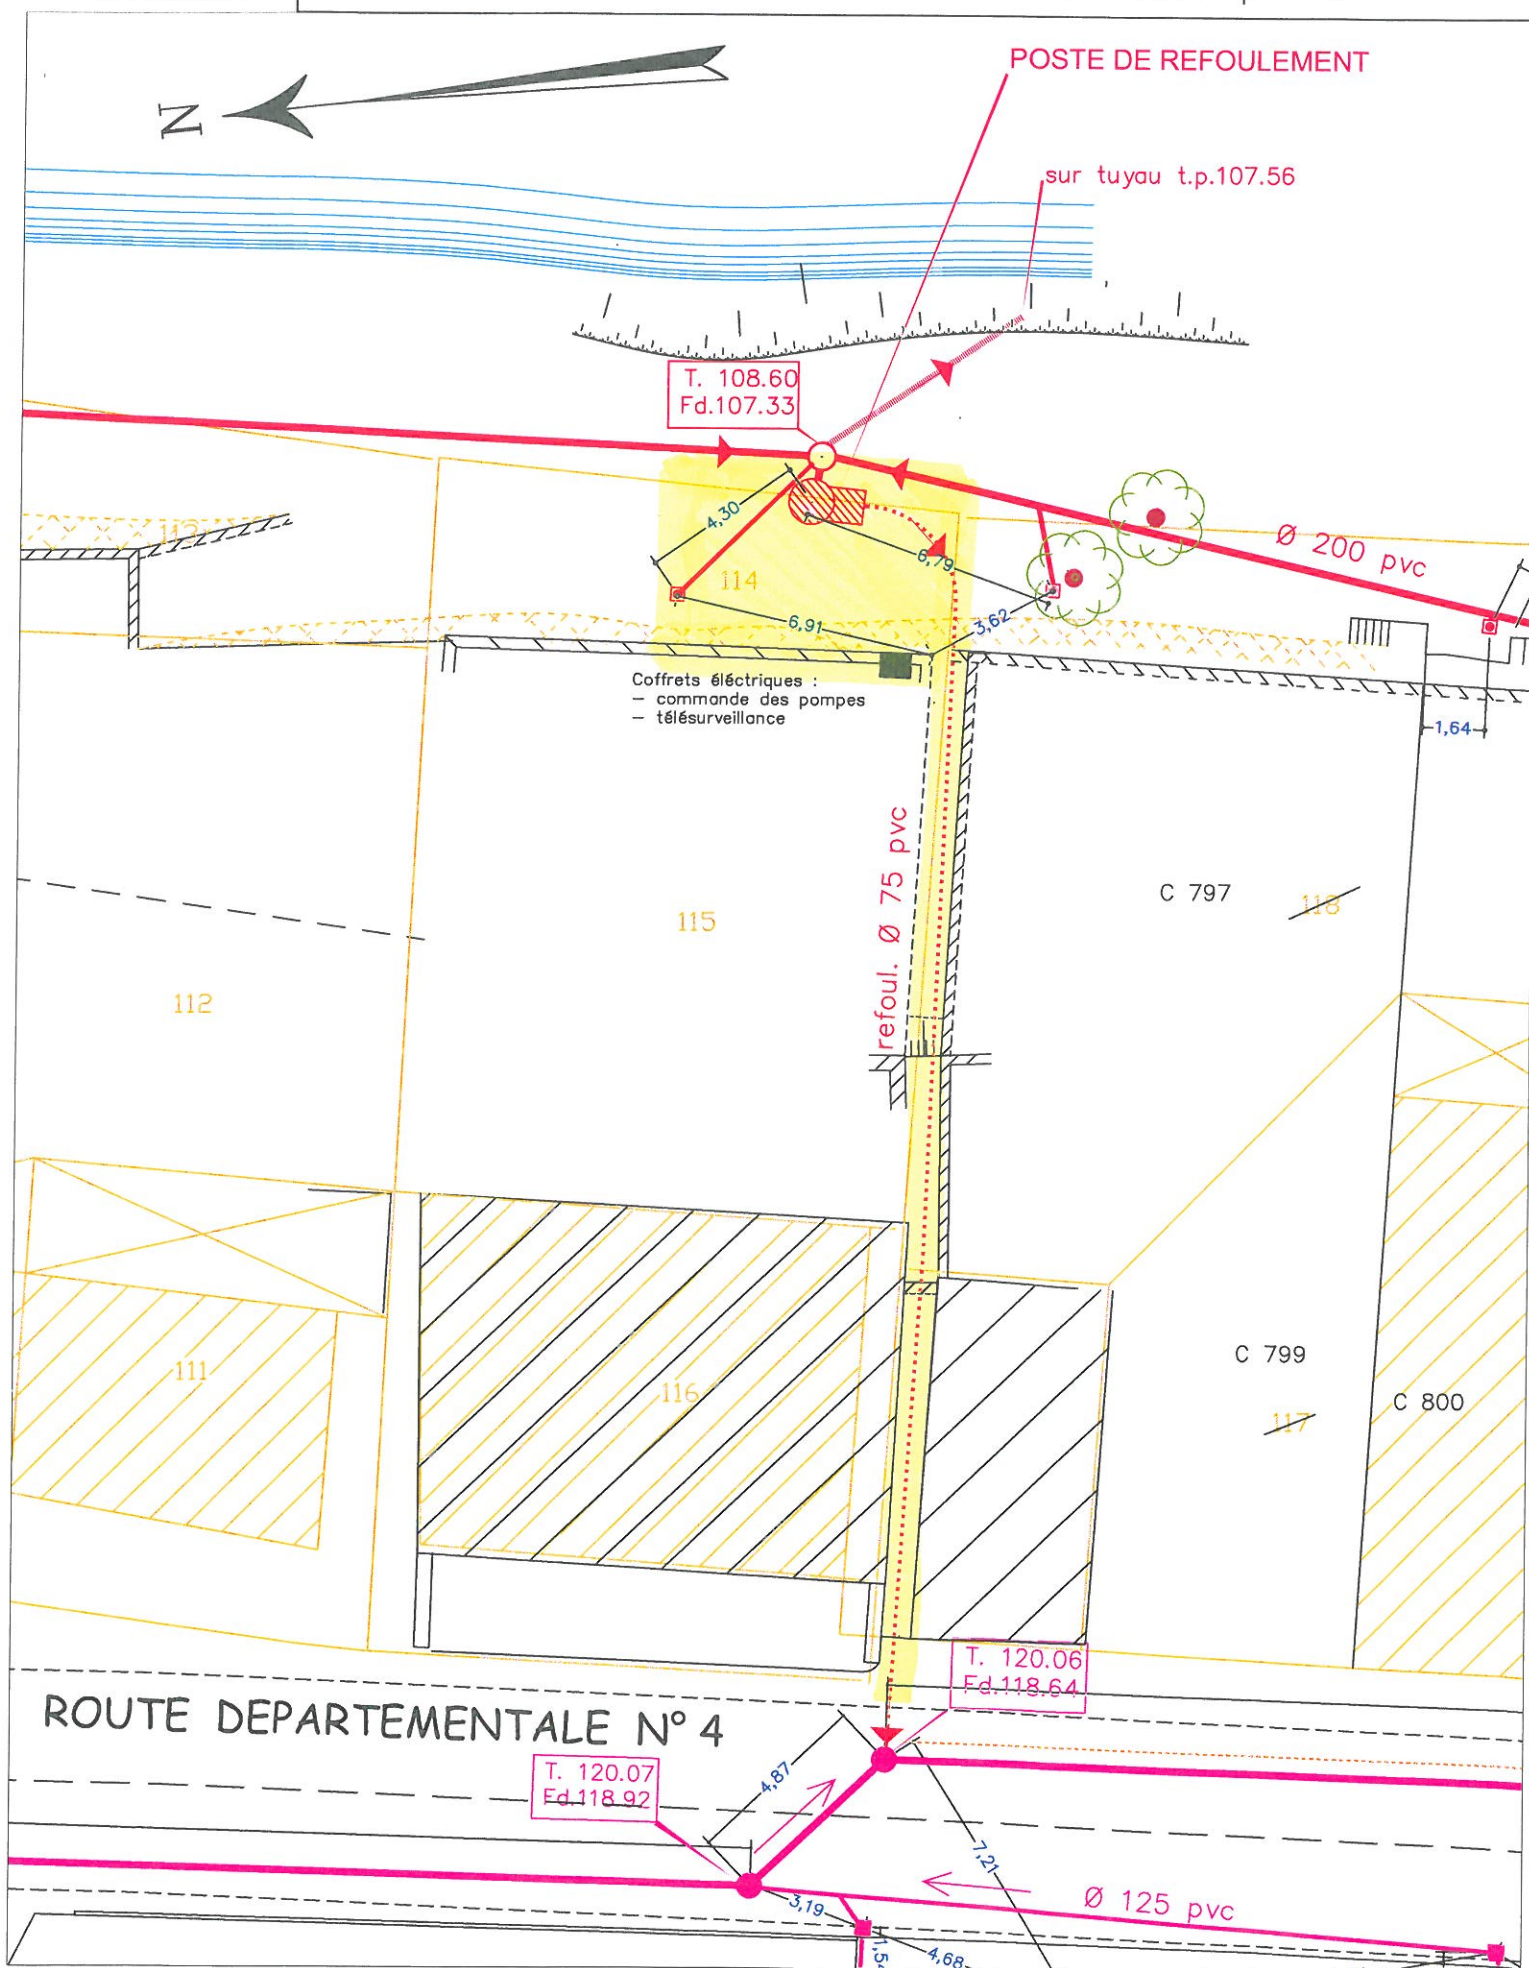 POSTE DE REFOULEMENT
N
sur tuyau t.p.107.56
T. 108.60
Fd.107.33
4,30
113
Ø 200 pvc
6,79
114
6,91
3,62
Coffrets éléctriques :
– commande des pompes
– télésurveillance
1,64
refoul. Ø 75 pvc
C 797
118
115
112
C 799
111
116
C 800
117
T. 120.06
Fd.118.64
ROUTE DEPARTEMENTALE N° 4
T. 120.07
Fd.118.92
4,87
7,21
Ø 125 pvc
3,19
4,68